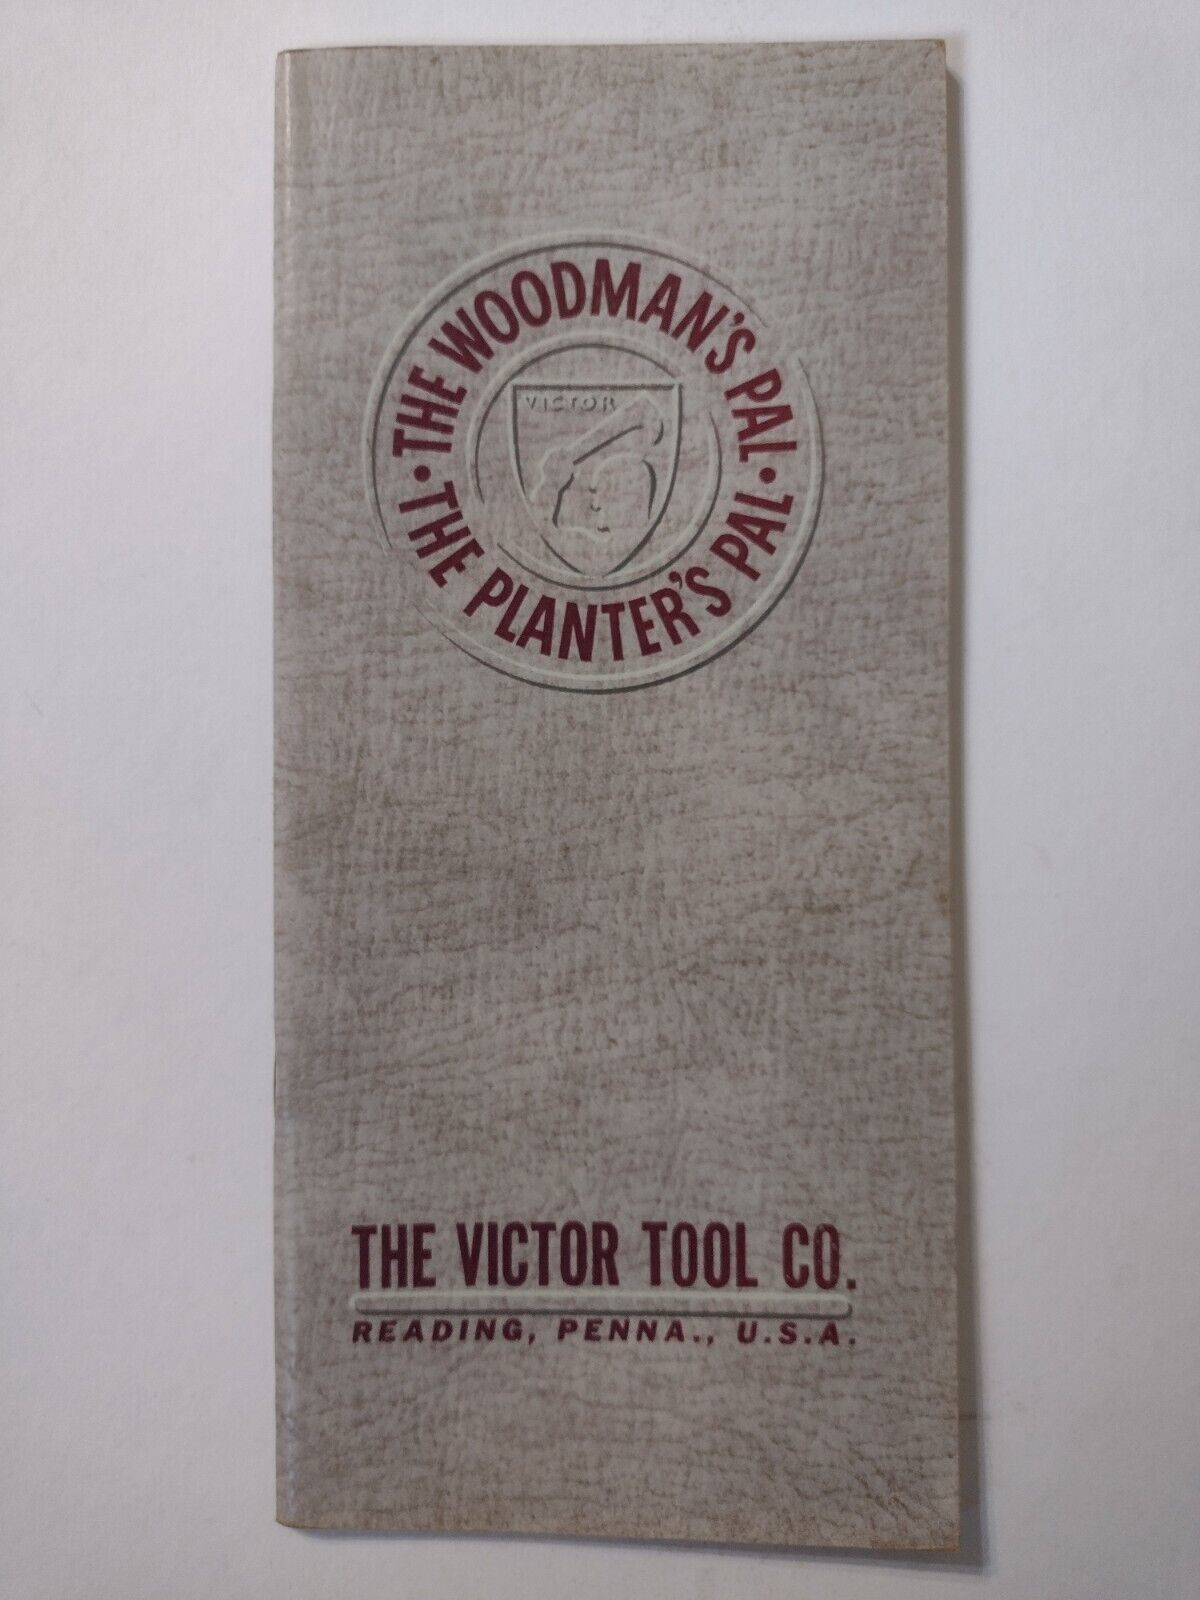 • THE WOODMAN'S PAL •
VICTOR
THE PLANTER'S PAL
THE VICTOR TOOL CO.
READING, PENNA., U.S.A.